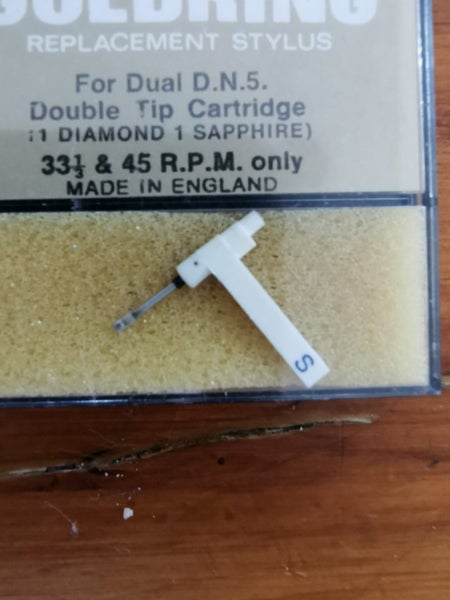 GOLDRING
REPLACEMENT STYLUS
For Dual D.N.5.
Double Tip Cartridge
(1 DIAMOND 1 SAPPHIRE)
33⅓ & 45 R.P.M. only
MADE IN ENGLAND
S